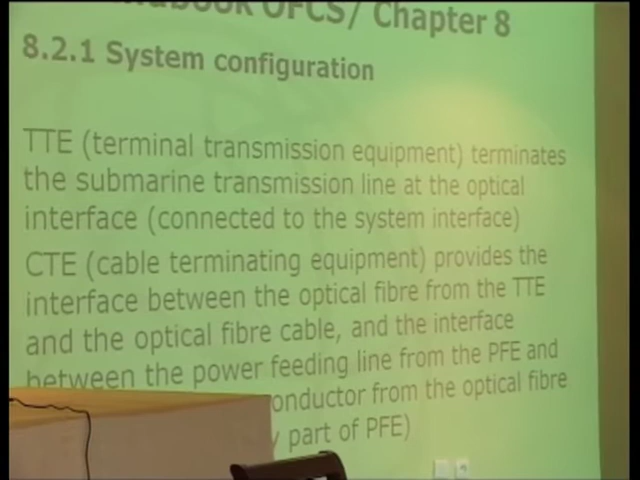 OFCS/ Chapter 8
8.2.1 System configuration
TTE (terminal transmission equipment) terminates
the submarine transmission line at the optical
interface (connected to the system interface)
CTE (cable terminating equipment) provides the
interface between the optical fibre from the TTE
and the optical fibre cable, and the interface
between the power feeding line from the PFE and
from the optical fibre
part of PFE)